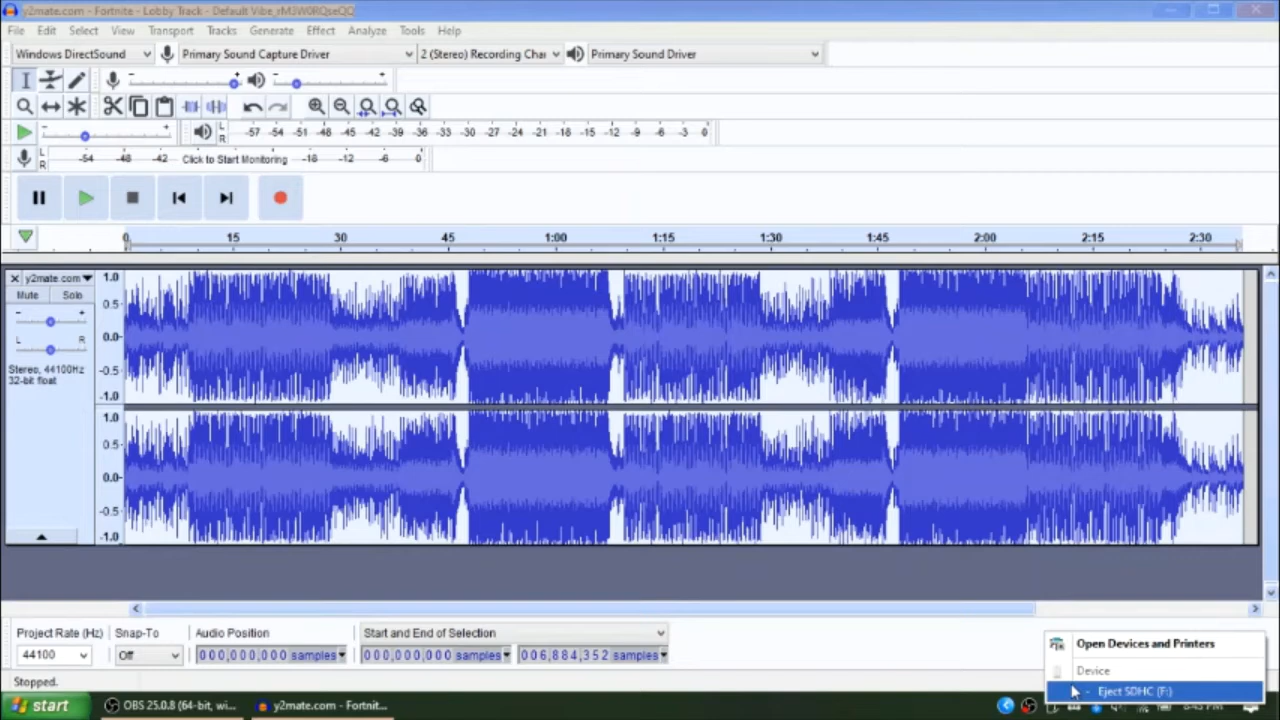 y2mate.com - Fortnite - Lobby Track - Default Vibe_rM3W0RQseQQ
File Edit Select View Transport Tracks Generate Effect Analyze Tools Help
Windows DirectSound Primary Sound Capture Driver 2 (Stereo) Recording Char Primary Sound Driver
L R -57 -54 -51 -48 -45 -42 -39 -36 -33 -30 -27 -24 -21 -18 -15 -12 -9 -6 -3 0
L R -54 -48 -42 Click to Start Monitoring -18 -12 -6 0
0 15 30 45 1:00 1:15 1:30 1:45 2:00 2:15 2:30
y2mate.com 1.0
Mute Solo 0.5
0.0
L R
Stereo, 44100Hz -0.5
32-bit float
-1.0
1.0
0.5
0.0
-0.5
-1.0
Project Rate (Hz) Snap-To Audio Position Start and End of Selection
44100 Off 000,000,000 samples 000,000,000 samples 006,884,352 samples
Open Devices and Printers
Device
- Eject SDHC (F:)
Stopped.
start OBS 25.0.8 (64-bit, wi... y2mate.com - Fortnit...